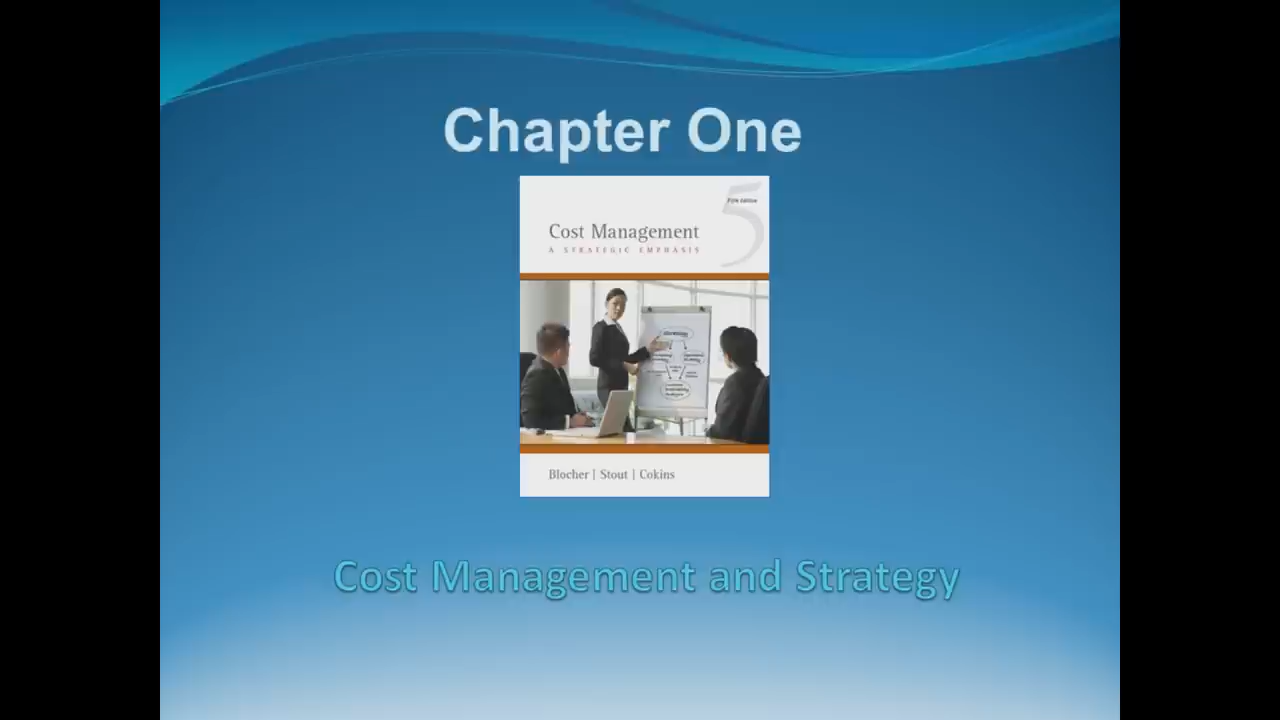 Chapter One
5
Fifth Edition
Cost Management
A STRATEGIC EMPHASIS
Blocher | Stout | Cokins
Cost Management and Strategy